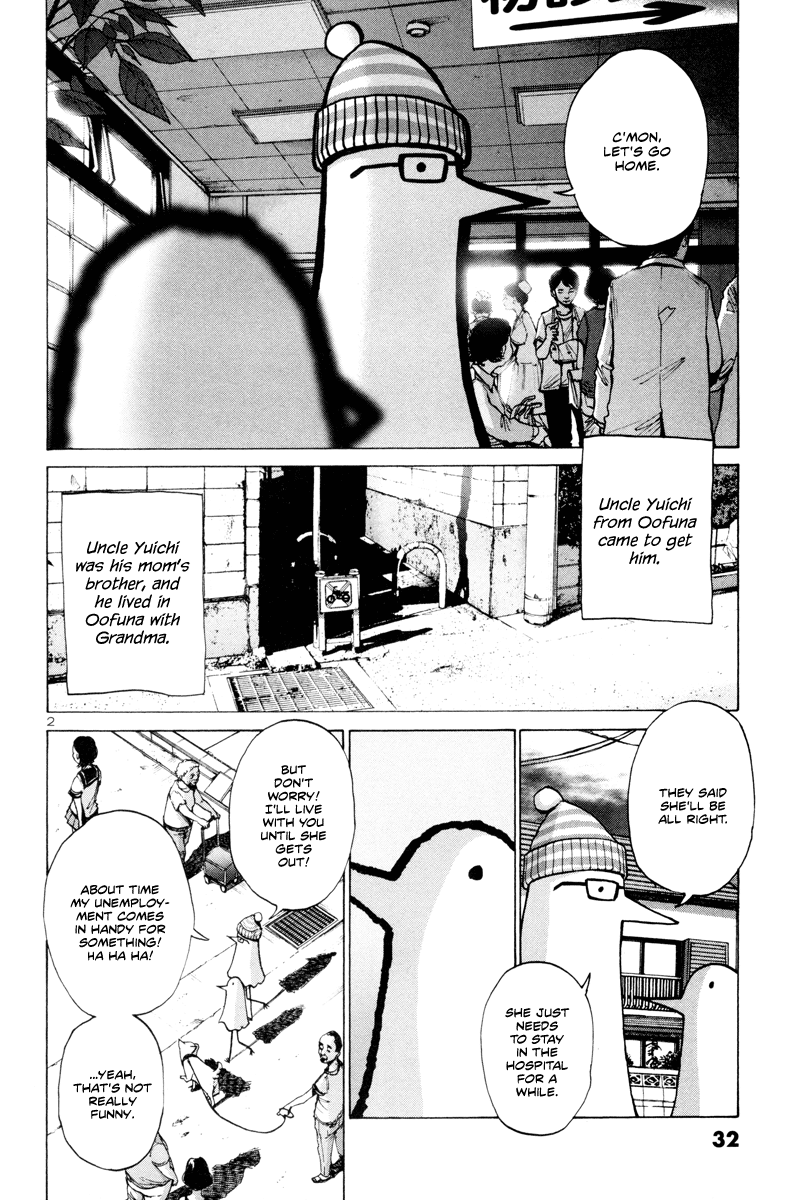 C'MON,
LET'S GO
HOME.
Uncle Yuichi
from Oofuna
came to get
him.
Uncle Yuichi
was his mom's
brother, and
he lived in
Oofuna with
Grandma.
2
THEY SAID
SHE'LL BE
ALL RIGHT.
SHE JUST
NEEDS
TO STAY
IN THE
HOSPITAL
FOR A
WHILE.
BUT
DON'T
WORRY!
I'LL LIVE
WITH YOU
UNTIL SHE
GETS
OUT!
ABOUT TIME
MY UNEMPLOY-
MENT COMES
IN HANDY FOR
SOMETHING!
HA HA HA!
...YEAH,
THAT'S NOT
REALLY
FUNNY.
32